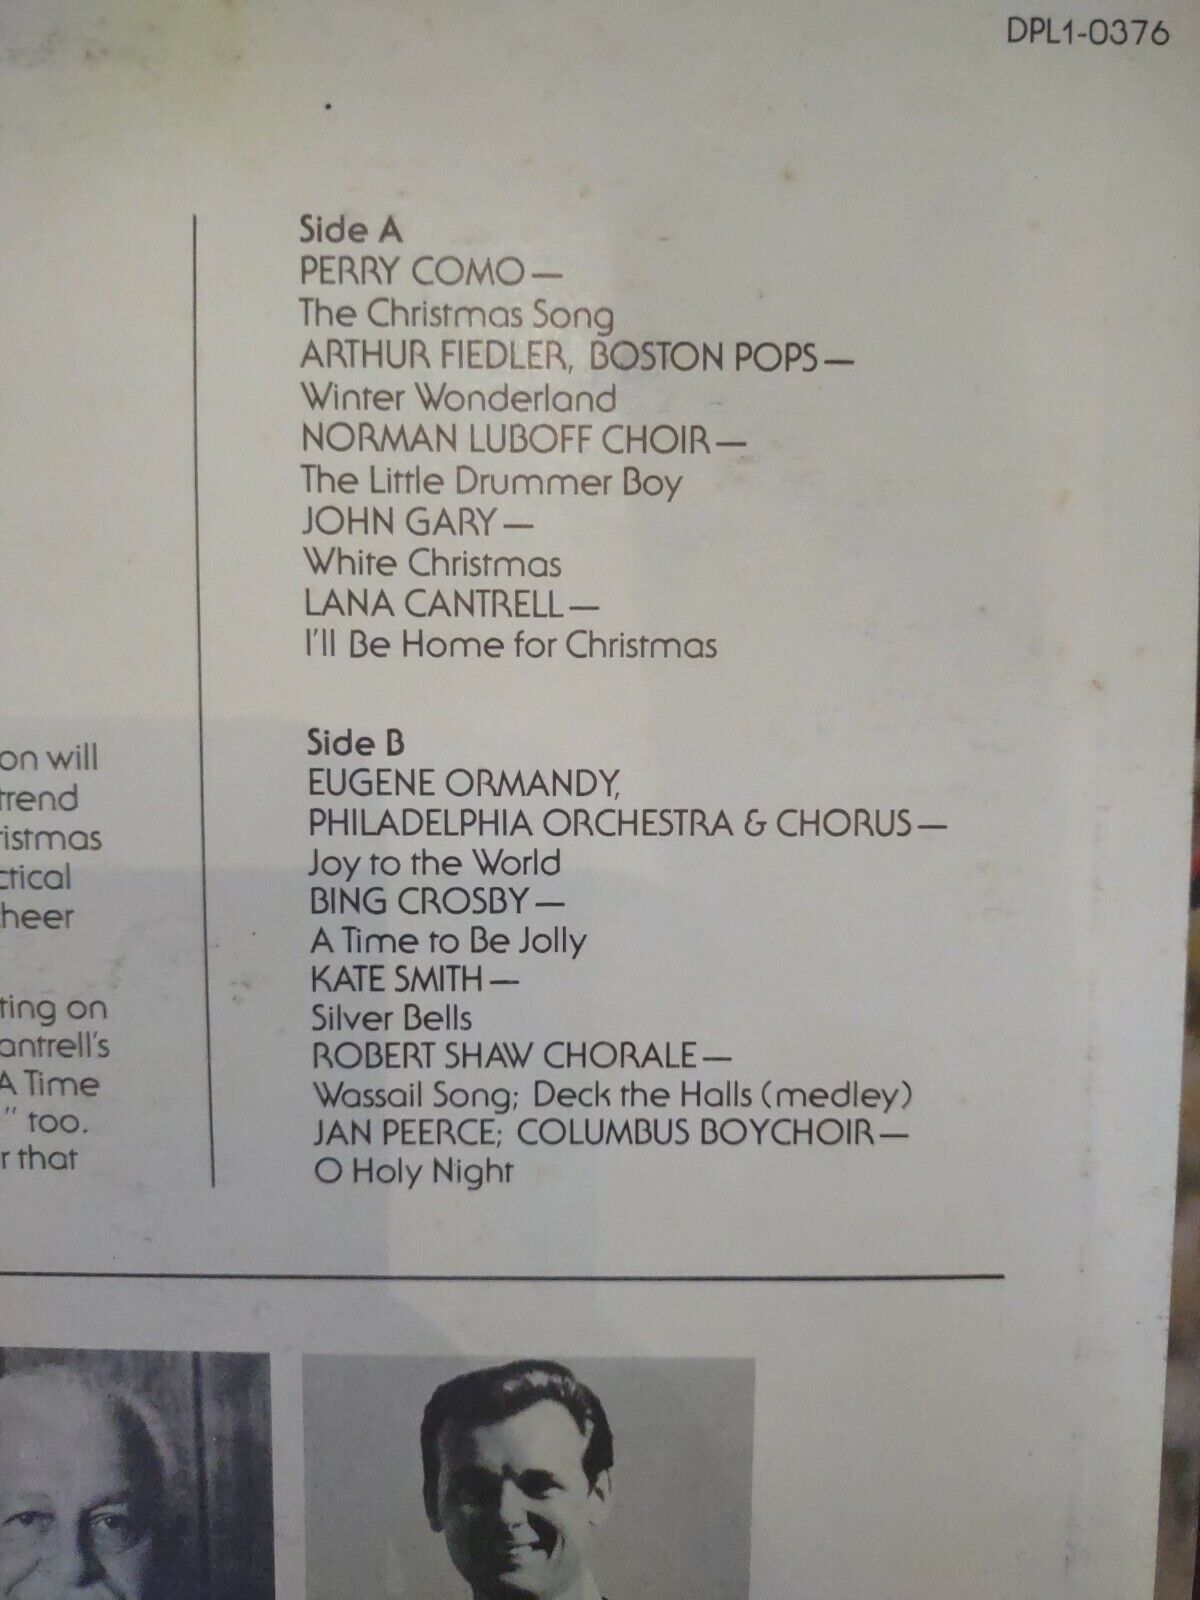 DPL1-0376
on will
trend
ristmas
ctical
heer
ting on
antrell's
A Time
" too.
r that
Side A
PERRY COMO—
The Christmas Song
ARTHUR FIEDLER, BOSTON POPS—
Winter Wonderland
NORMAN LUBOFF CHOIR—
The Little Drummer Boy
JOHN GARY—
White Christmas
LANA CANTRELL—
I'll Be Home for Christmas
Side B
EUGENE ORMANDY,
PHILADELPHIA ORCHESTRA & CHORUS—
Joy to the World
BING CROSBY—
A Time to Be Jolly
KATE SMITH—
Silver Bells
ROBERT SHAW CHORALE—
Wassail Song; Deck the Halls (medley)
JAN PEERCE; COLUMBUS BOYCHOIR—
O Holy Night